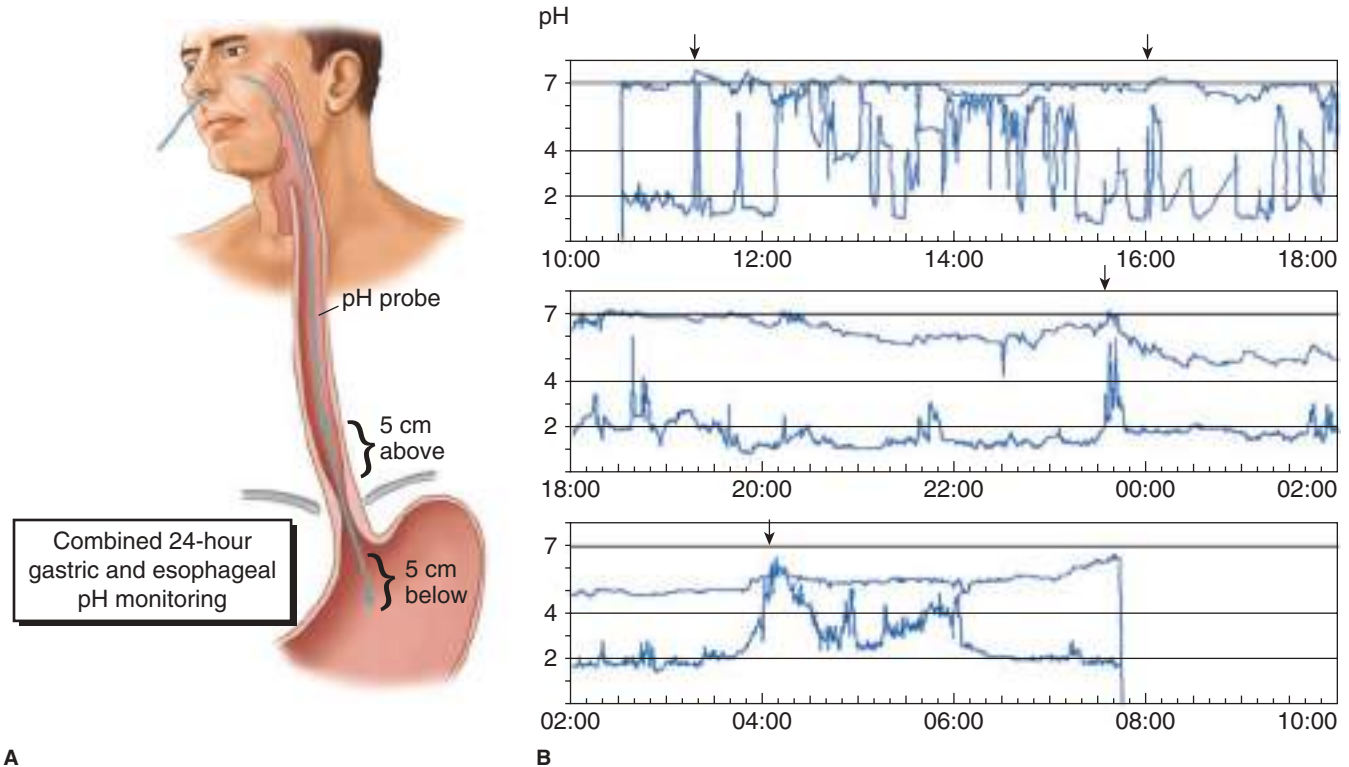 pH probe
5 cm
above
5 cm
below
Combined 24-hour
gastric and esophageal
pH monitoring
A
pH
7
4
2
10:00 12:00 14:00 16:00 18:00
7
4
2
18:00 20:00 22:00 00:00 02:00
7
4
2
02:00 04:00 06:00 08:00 10:00
B